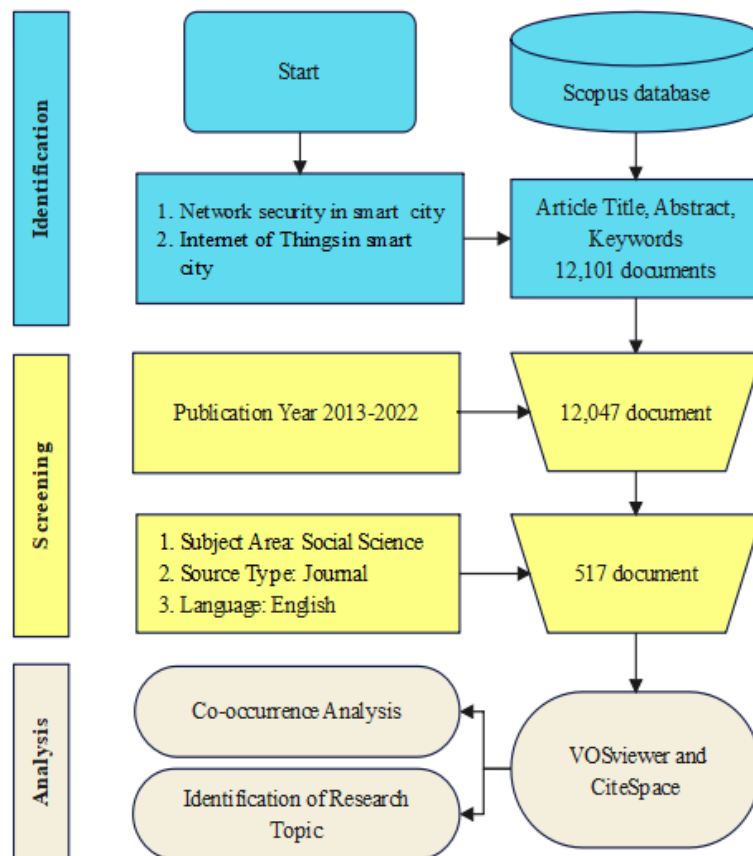 Identification
Start
Scopus database
1. Network security in smart city
2. Internet of Things in smart
city
Article Title, Abstract,
Keywords
12,101 documents
Screening
Publication Year 2013-2022
12,047 document
1. Subject Area: Social Science
2. Source Type: Journal
3. Language: English
517 document
Analysis
Co-occurrence Analysis
VOSviewer and
CiteSpace
Identification of Research
Topic